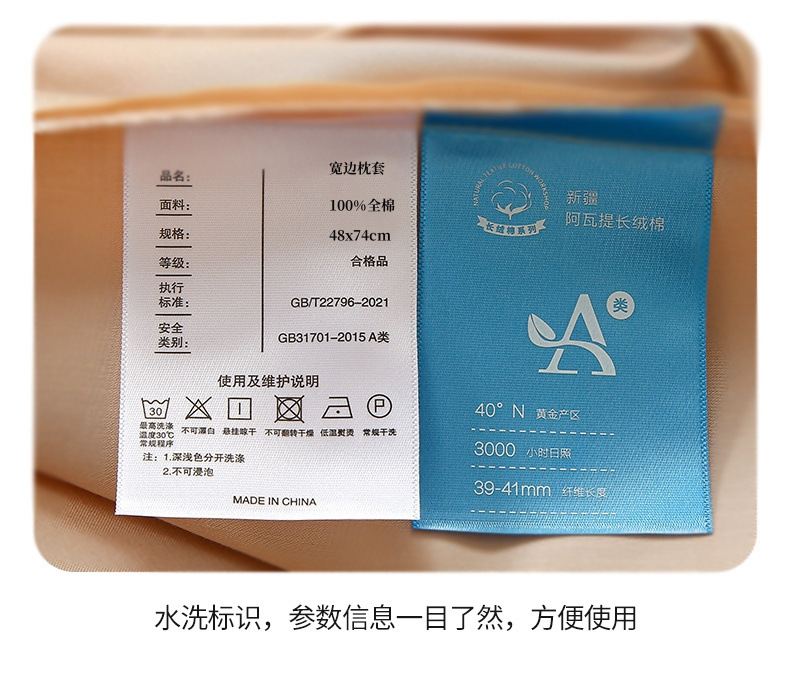 品名： 宽边枕套
面料： 100%全棉
规格： 48x74cm
等级： 合格品
执行
标准： GB/T22796-2021
安全
类别： GB31701-2015 A类
使用及维护说明
30 P
最高洗涤
温度30℃
常规程序
不可漂白 悬挂晾干 不可翻转干燥 低温熨烫 常规干洗
注：1.深浅色分开洗涤
2.不可浸泡
MADE IN CHINA
NATURAL TEXTILE COTTON WORKSHOP
长绒棉系列
新疆
阿瓦提长绒棉
A类
40° N 黄金产区
3000 小时日照
39-41mm 纤维长度
水洗标识，参数信息一目了然，方便使用